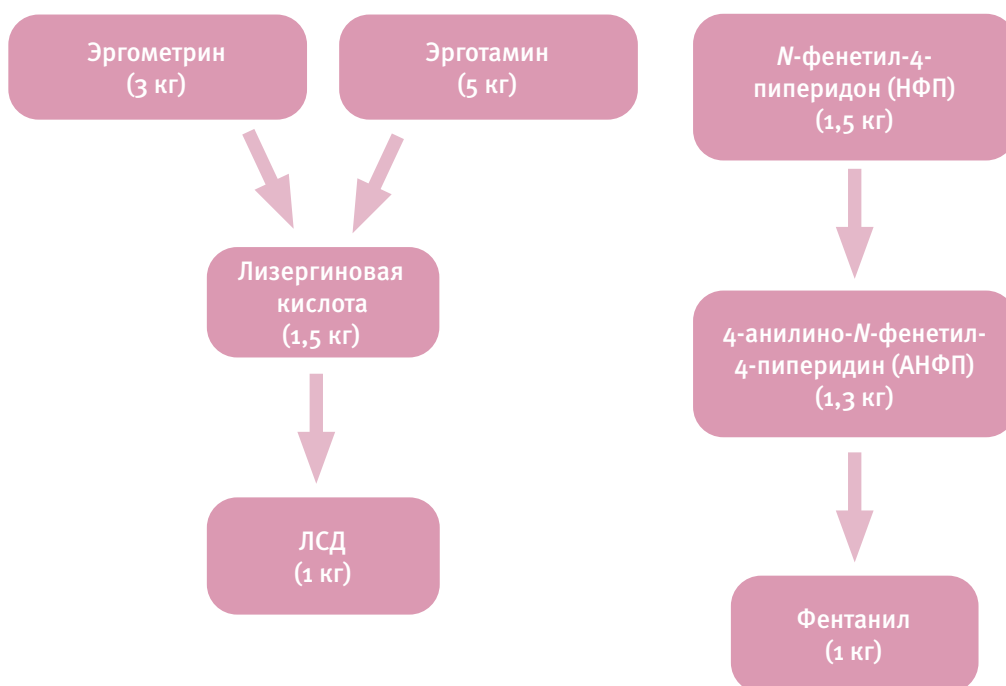 Эргометрин
(3 кг)
Эрготамин
(5 кг)
Лизергиновая
кислота
(1,5 кг)
ЛСД
(1 кг)
N-фенетил-4-
пиперидон (НФП)
(1,5 кг)
4-анилино-N-фенетил-
4-пиперидин (АНФП)
(1,3 кг)
Фентанил
(1 кг)